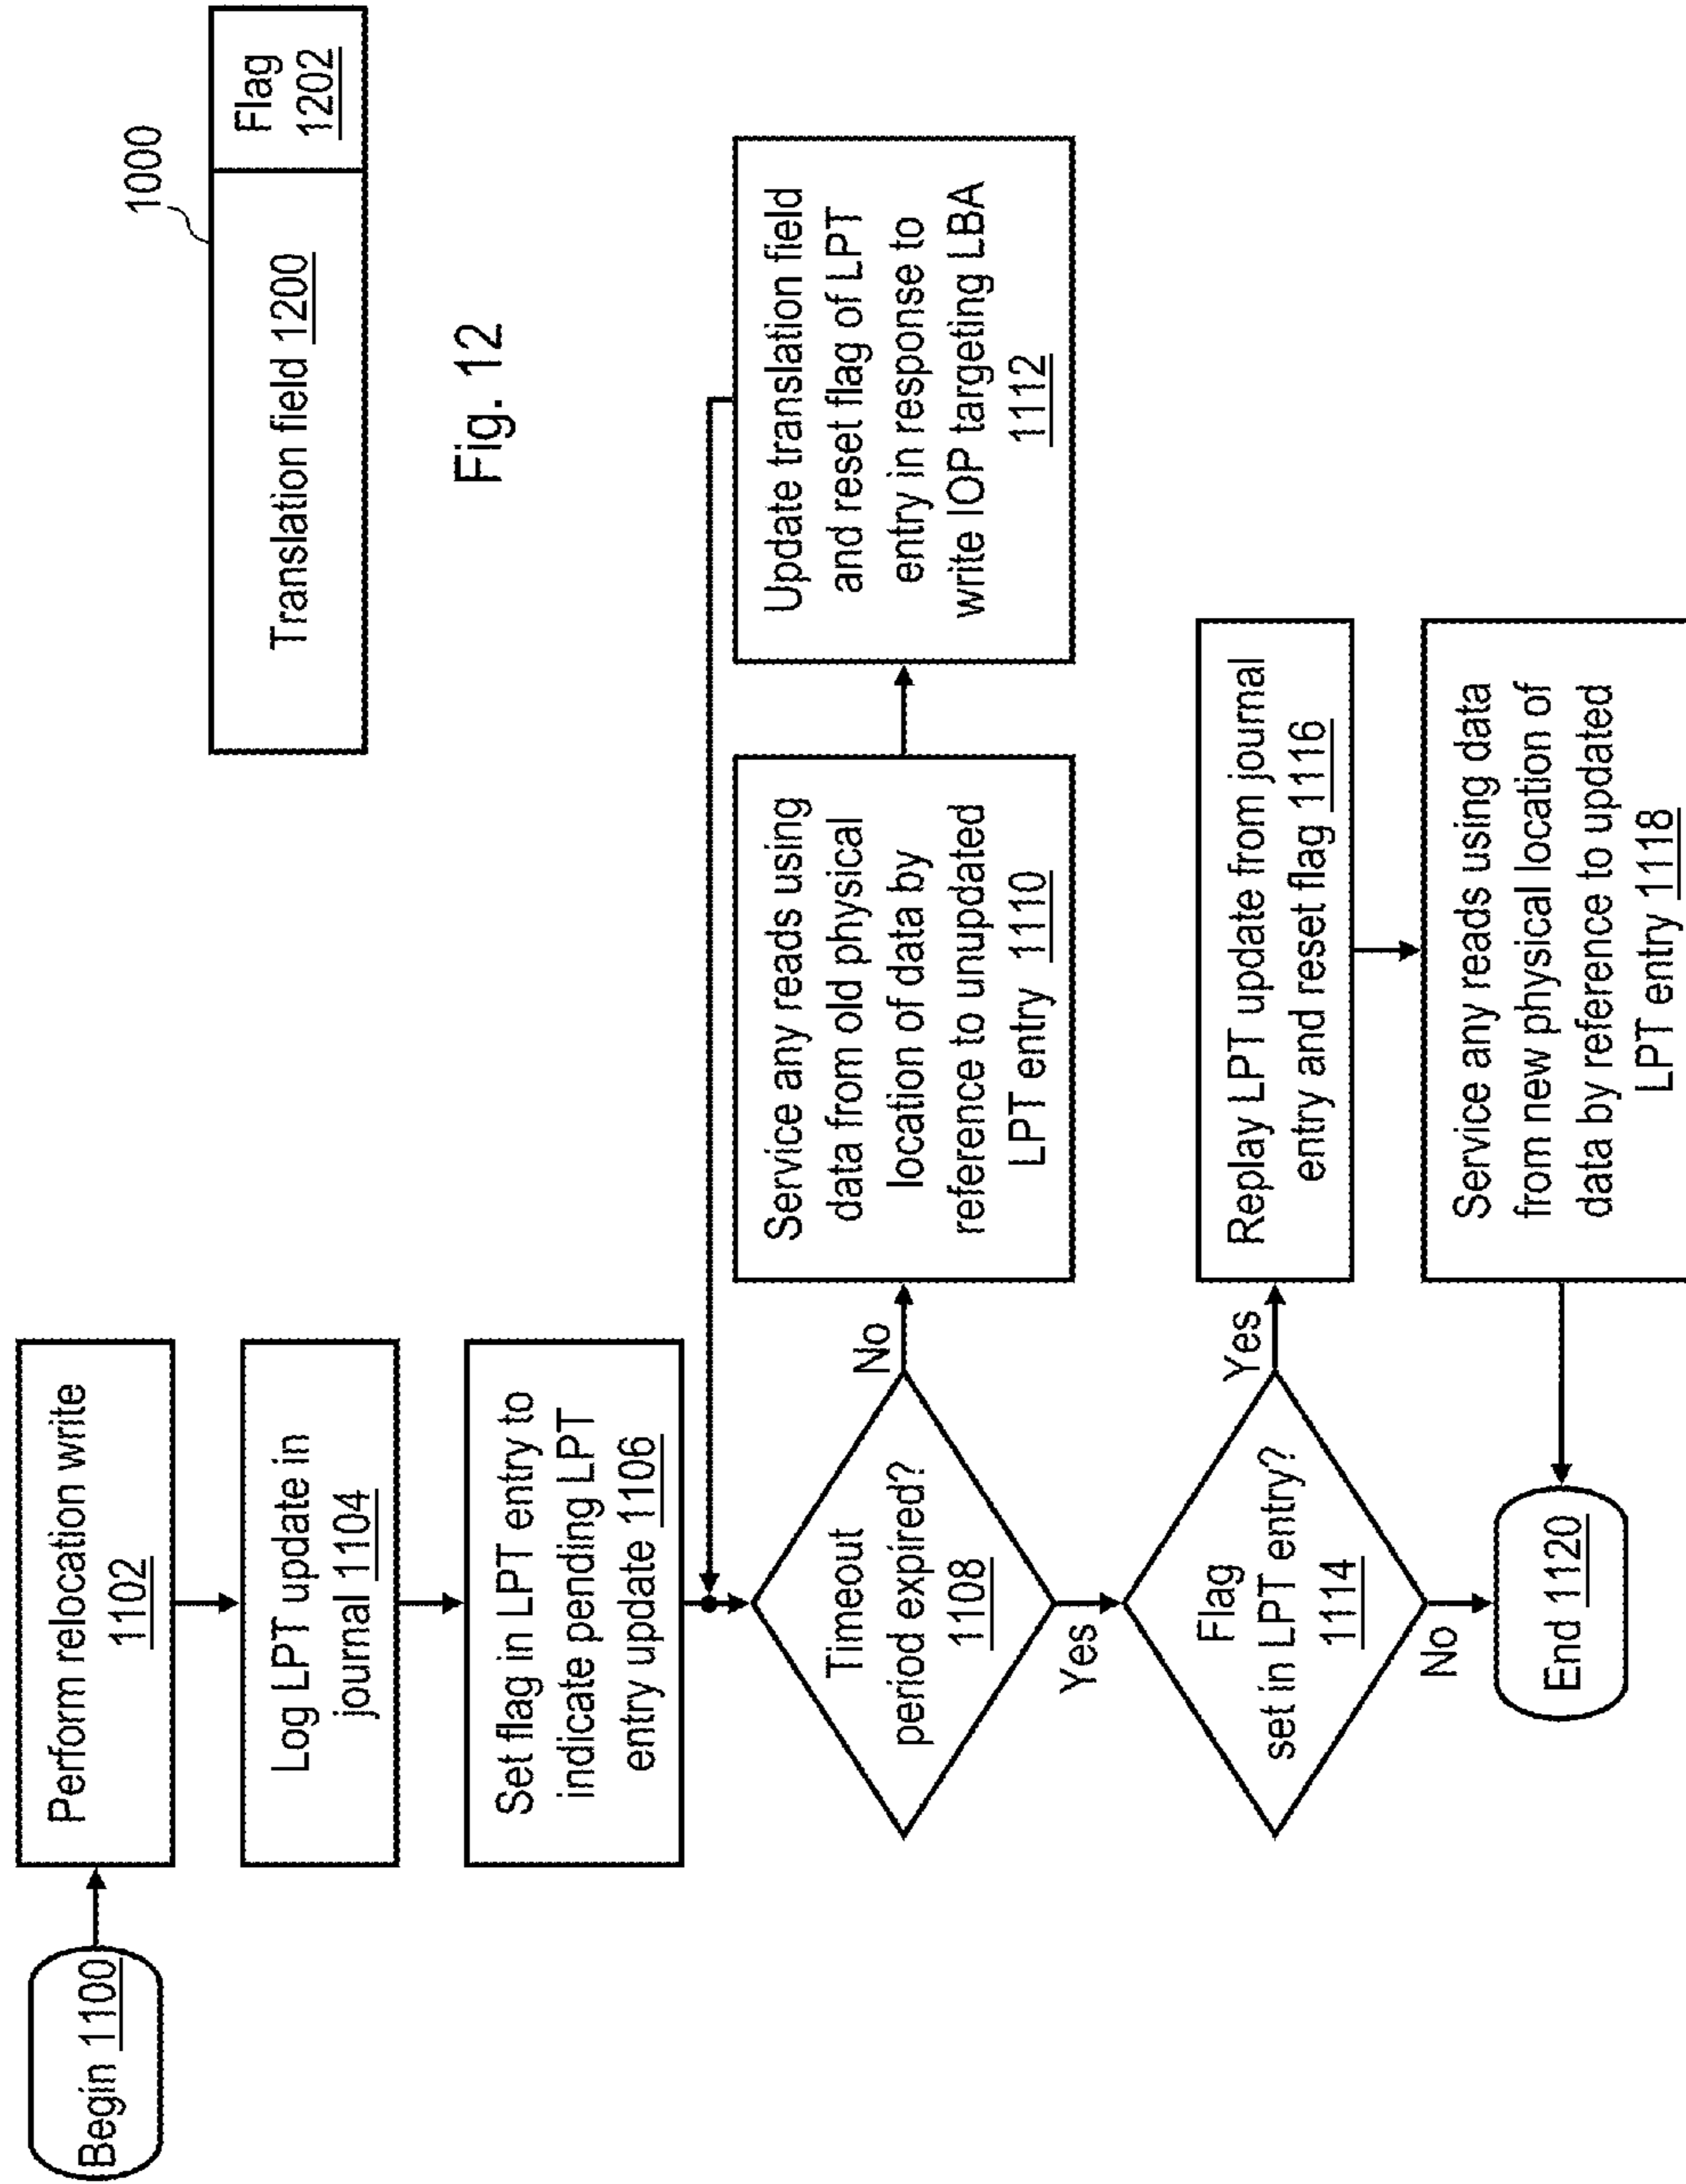 Begin 1100
Perform relocation write
1102
Log LPT update in
journal 1104
Set flag in LPT entry to
indicate pending LPT
entry update 1106
Timeout
period expired?
1108
No
Yes
Service any reads using
data from old physical
location of data by
reference to unupdated
LPT entry 1110
Update translation field
and reset flag of LPT
entry in response to
write IOP targeting LBA
1112
Flag
set in LPT entry?
1114
Yes
No
Replay LPT update from journal
entry and reset flag 1116
Service any reads using data
from new physical location of
data by reference to updated
LPT entry 1118
End 1120
1000
Translation field 1200
Flag
1202
Fig. 12